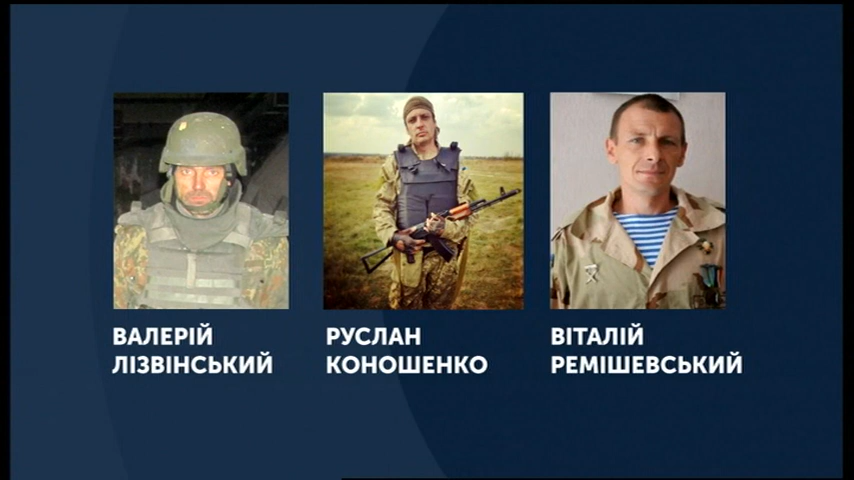 ВАЛЕРІЙ
ЛІЗВІНСЬКИЙ
РУСЛАН
КОНОШЕНКО
ВІТАЛІЙ
РЕМІШЕВСЬКИЙ